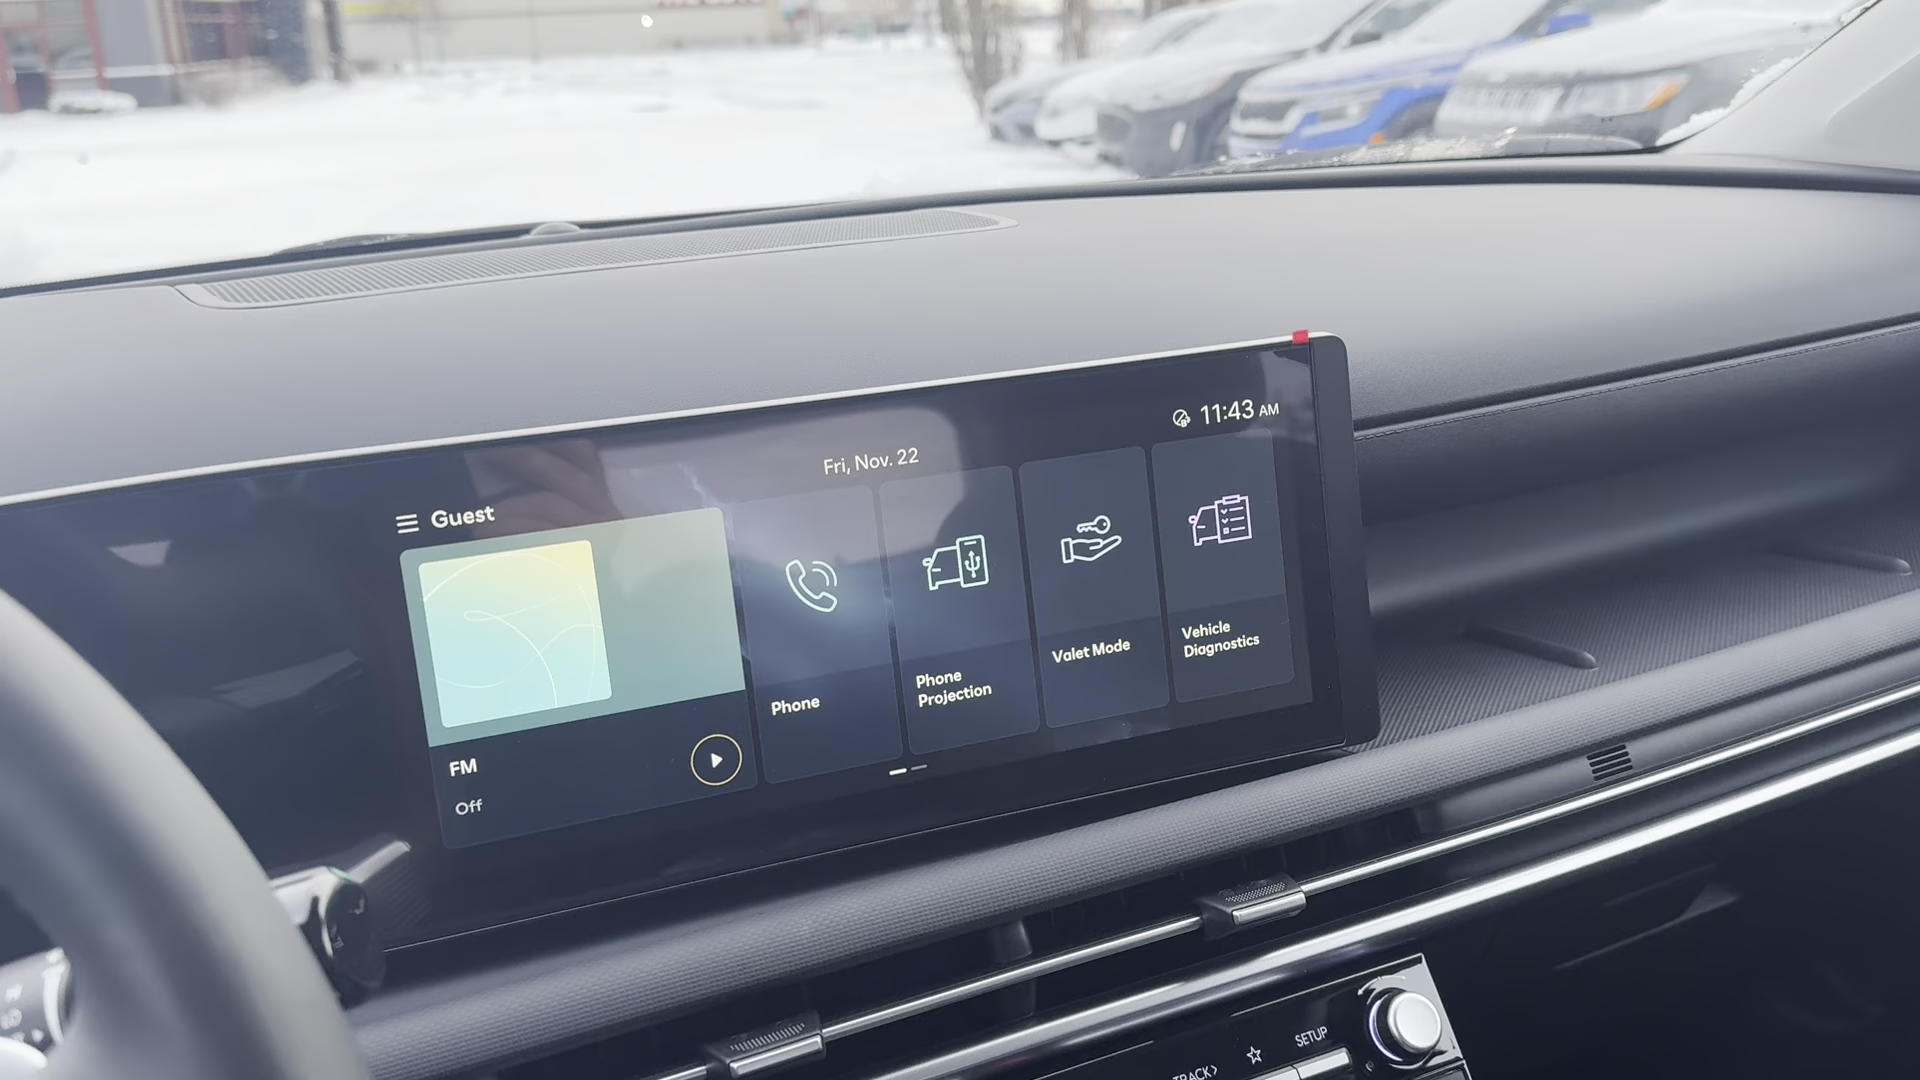 11:43 AM
Fri, Nov. 22
Guest
Phone
Phone
Projection
Valet Mode
Vehicle
Diagnostics
FM
Off
SETUP
TRACK